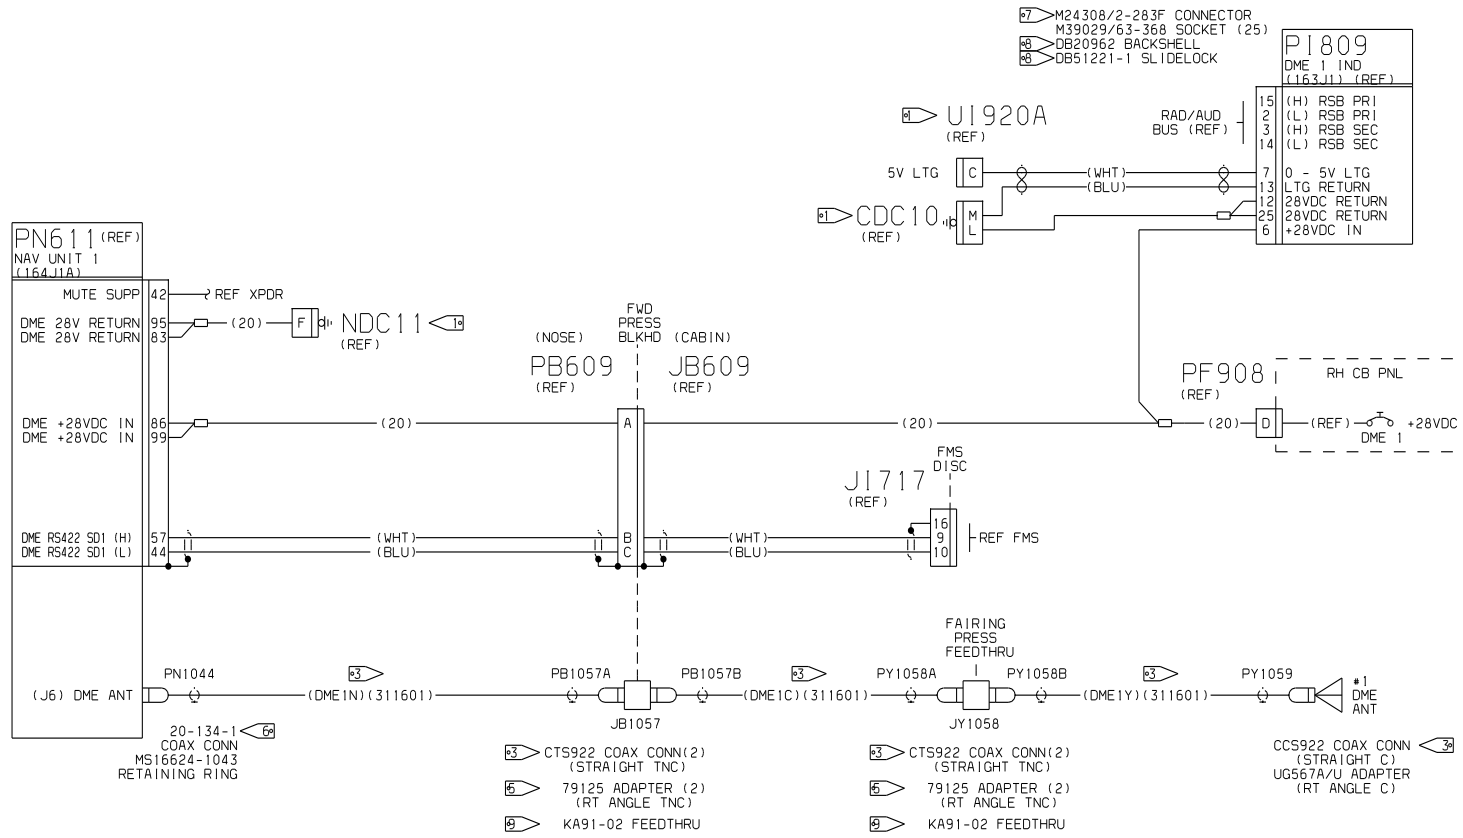 7 M24308/2-283F CONNECTOR
M39029/63-368 SOCKET (25)
8 DB20962 BACKSHELL
8 DB51221-1 SLIDELOCK
PI809
DME 1 IND
(163J1) (REF)
15 (H) RSB PRI
2 (L) RSB PRI
3 (H) RSB SEC
14 (L) RSB SEC
7 0 - 5V LTG
13 LTG RETURN
12 28VDC RETURN
25 28VDC RETURN
6 +28VDC IN
RAD/AUD
BUS (REF)
1 UI920A
(REF)
5V LTG C (WHT)
(BLU)
1 CDC10 M
(REF) L
PN611 (REF)
NAV UNIT 1
(164J1A)
MUTE SUPP 42 REF XPDR
DME 28V RETURN 95 (20) F NDC11 1
DME 28V RETURN 83 (REF)
FWD
PRESS
BLKHD
(NOSE) (CABIN)
PB609 JB609
(REF) (REF)
DME +28VDC IN 86 (20) A (20)
DME +28VDC IN 99
PF908
(REF)
RH CB PNL
(20) D (REF) +28VDC
DME 1
FMS
DISC
JI717
(REF)
16
DME RS422 SD1 (H) 57 (WHT) B (WHT) 9 REF FMS
DME RS422 SD1 (L) 44 (BLU) C (BLU) 10
FAIRING
PRESS
FEEDTHRU
PN1044 3 PB1057A PB1057B 3 PY1058A PY1058B 3 PY1059
(J6) DME ANT (DME1N)(311601) (DME1C)(311601) (DME1Y)(311601) #1
DME
ANT
JB1057 JY1058
20-134-1 6
COAX CONN
MS16624-1043
RETAINING RING
3 CTS922 COAX CONN(2)
(STRAIGHT TNC)
5 79125 ADAPTER (2)
(RT ANGLE TNC)
9 KA91-02 FEEDTHRU
3 CTS922 COAX CONN(2)
(STRAIGHT TNC)
5 79125 ADAPTER (2)
(RT ANGLE TNC)
9 KA91-02 FEEDTHRU
CCS922 COAX CONN 3
(STRAIGHT C)
UG567A/U ADAPTER
(RT ANGLE C)